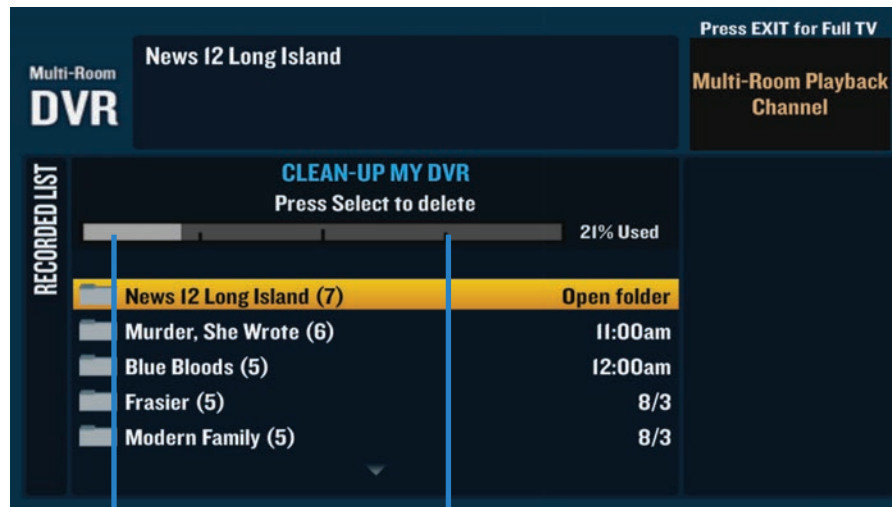 Press EXIT for Full TV
News 12 Long Island
Multi-Room
DVR
Multi-Room Playback
Channel
RECORDED LIST
CLEAN-UP MY DVR
Press Select to delete
21% Used
News 12 Long Island (7) Open folder
Murder, She Wrote (6) 11:00am
Blue Bloods (5) 12:00am
Frasier (5) 8/3
Modern Family (5) 8/3